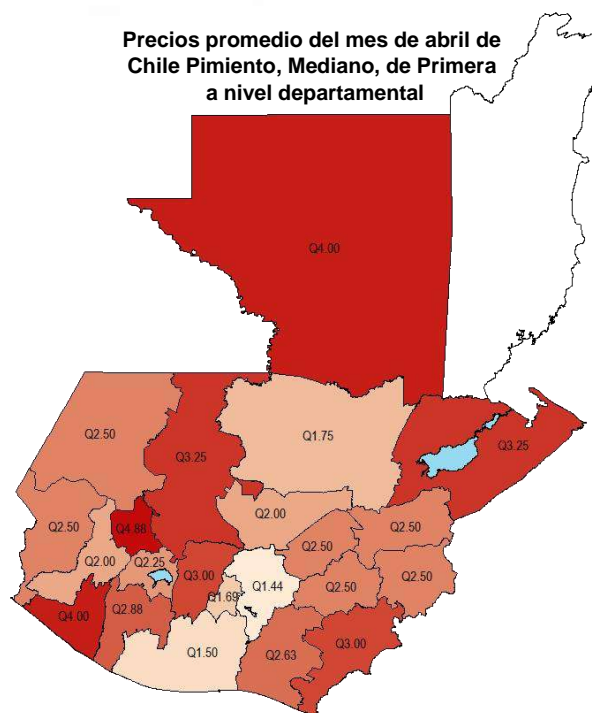 Precios promedio del mes de abril de
Chile Pimiento, Mediano, de Primera
a nivel departamental
Q4.00
Q2.50
Q1.75
Q3.25
Q3.25
Q2.50
Q4.88
Q2.00
Q2.50
Q2.00
Q2.25
Q2.50
Q3.00
Q1.44
Q2.50
Q2.50
Q1.69
Q4.00
Q2.88
Q1.50
Q2.63
Q3.00